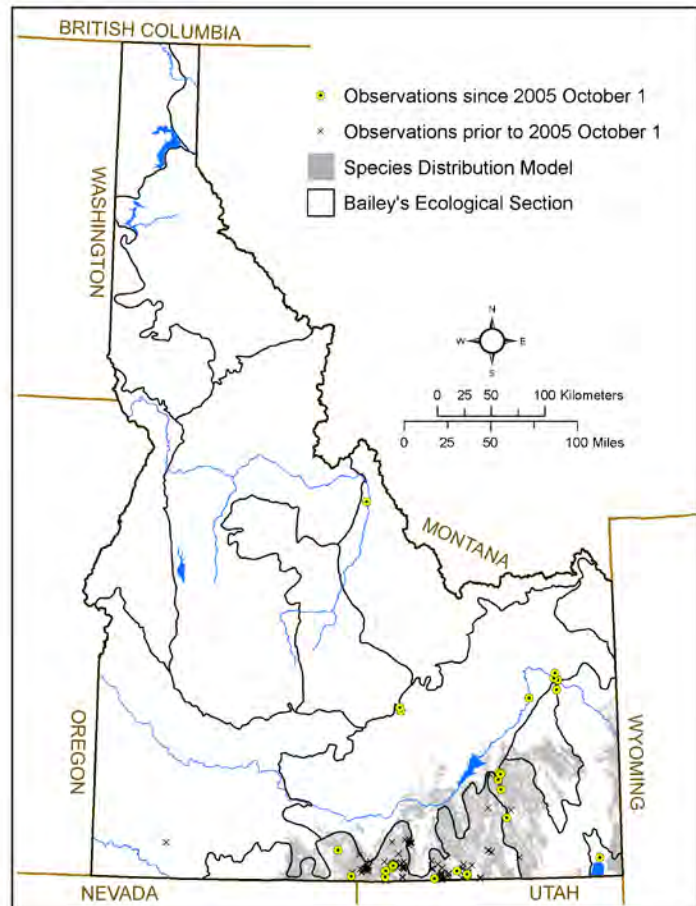 BRITISH COLUMBIA
Observations since 2005 October 1
Observations prior to 2005 October 1
Species Distribution Model
Bailey's Ecological Section
WASHINGTON
N
W E
S
0 25 50 100 Kilometers
0 25 50 100 Miles
MONTANA
OREGON
WYOMING
NEVADA
UTAH